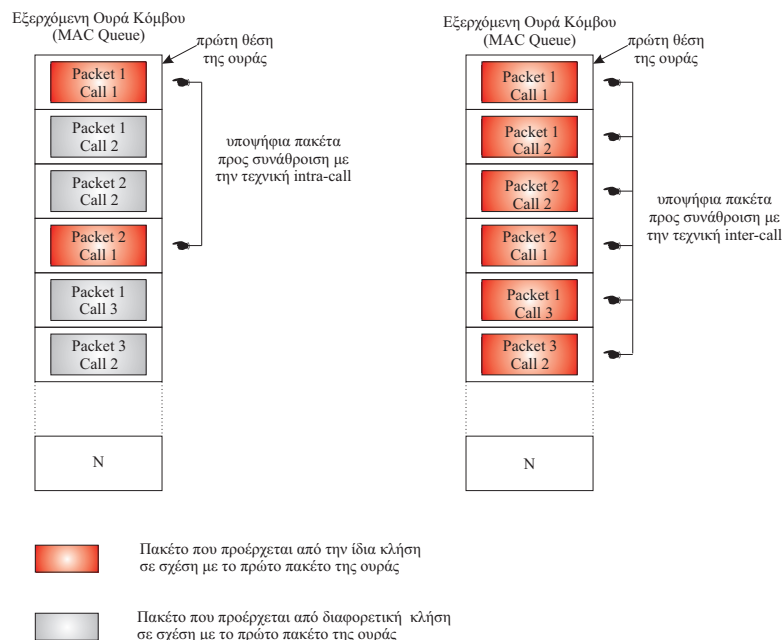 Εξερχόμενη Ουρά Κόμβου
(MAC Queue)
πρώτη θέση
της ουράς
Packet 1
Call 1
Packet 1
Call 2
Packet 2
Call 2
Packet 2
Call 1
Packet 1
Call 3
Packet 3
Call 2
N
υποψήφια πακέτα
προς συνάθροιση με
την τεχνική intra-call
Εξερχόμενη Ουρά Κόμβου
(MAC Queue)
πρώτη θέση
της ουράς
Packet 1
Call 1
Packet 1
Call 2
Packet 2
Call 2
Packet 2
Call 1
Packet 1
Call 3
Packet 3
Call 2
N
υποψήφια πακέτα
προς συνάθροιση με
την τεχνική inter-call
Πακέτο που προέρχεται από την ίδια κλήση
σε σχέση με το πρώτο πακέτο της ουράς
Πακέτο που προέρχεται από διαφορετική κλήση
σε σχέση με το πρώτο πακέτο της ουράς